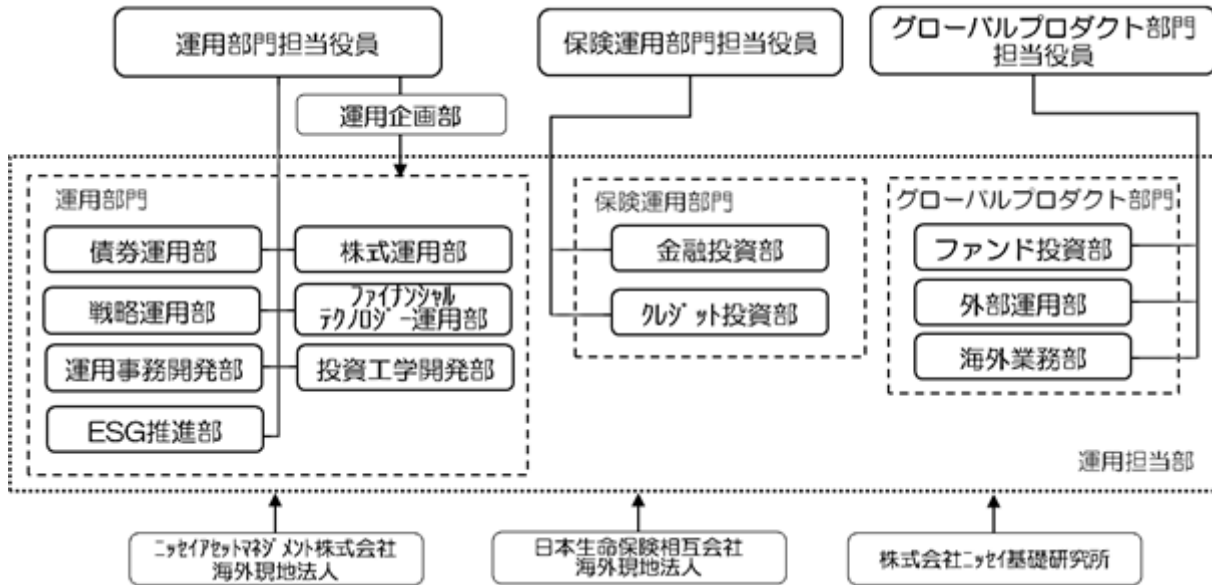 運用部門担当役員
保険運用部門担当役員
グローバルプロダクト部門
担当役員
運用企画部
運用部門
債券運用部
株式運用部
戦略運用部
ファイナンシャル
テクノロジー運用部
運用事務開発部
投資工学開発部
ESG推進部
保険運用部門
金融投資部
クレジット投資部
グローバルプロダクト部門
ファンド投資部
外部運用部
海外業務部
運用担当部
ニッセイアセットマネジメント株式会社
海外現地法人
日本生命保険相互会社
海外現地法人
株式会社ニッセイ基礎研究所